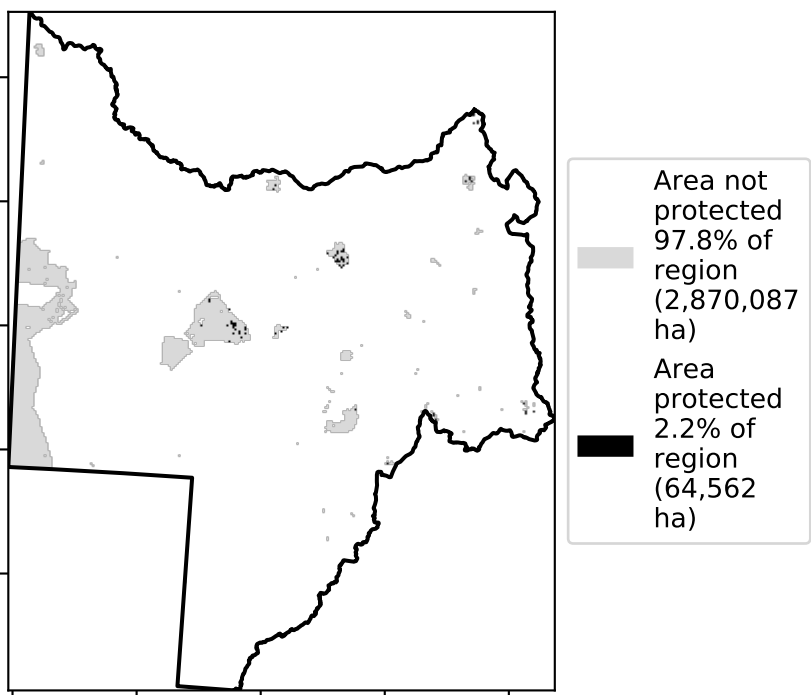 Area not
protected
97.8% of
region
(2,870,087
ha)
Area
protected
2.2% of
region
(64,562
ha)